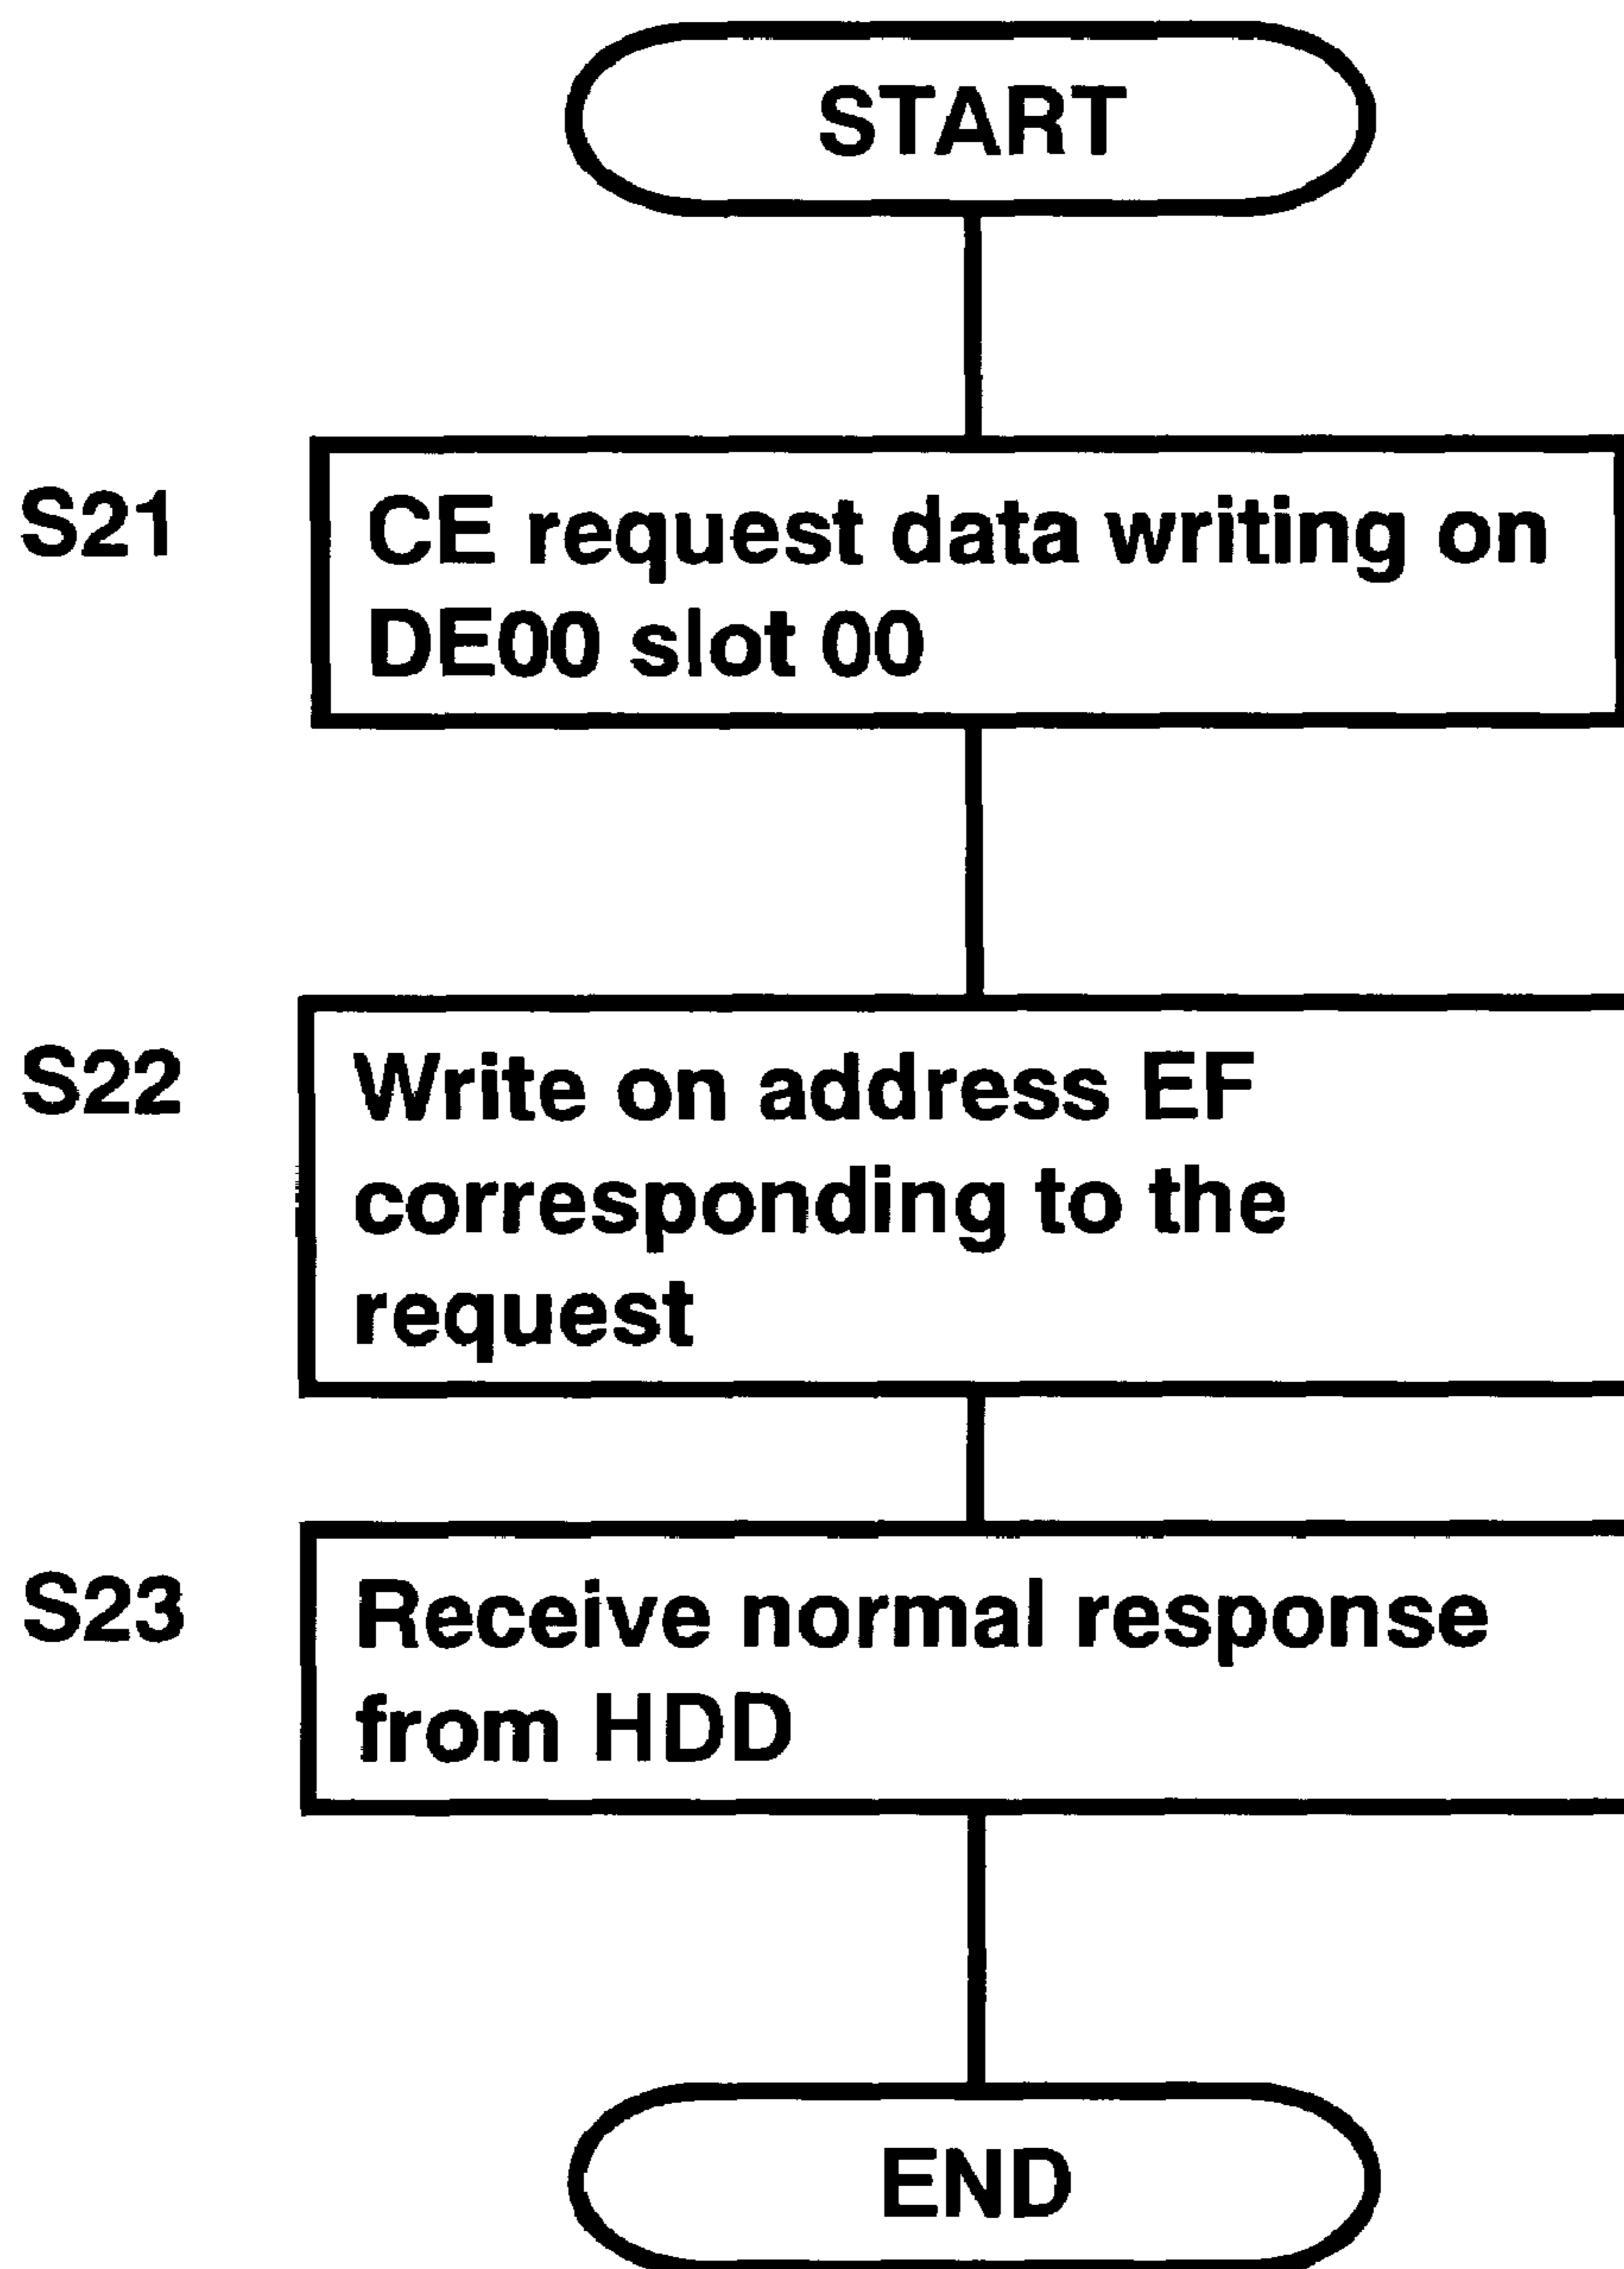 START
S21
CE request data writing on
DE00 slot 00
S22
Write on address EF
corresponding to the
request
S23
Receive normal response
from HDD
END